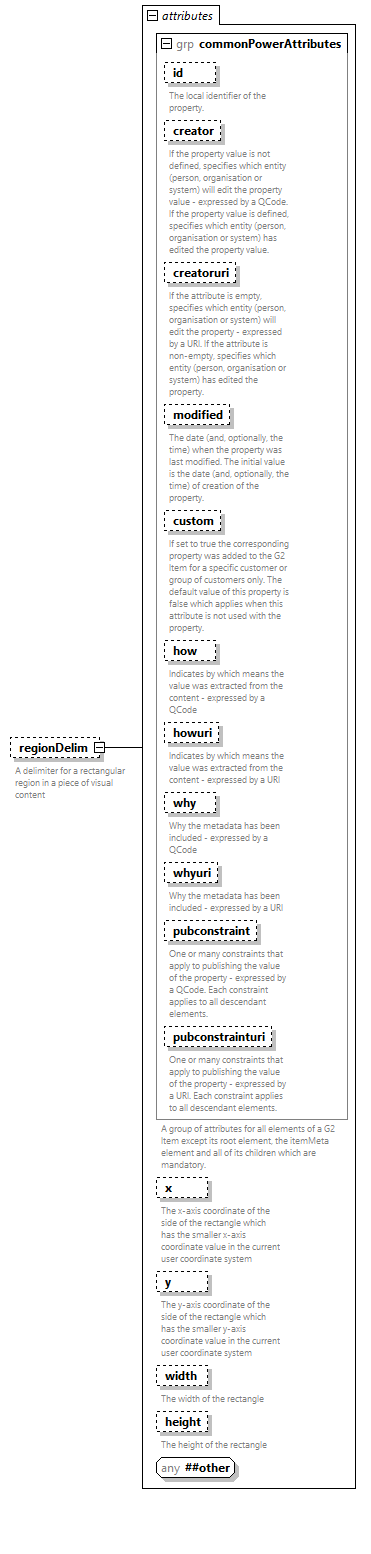 attributes
grp commonPowerAttributes
id
The local identifier of the
property.
creator
If the property value is not
defined, specifies which entity
(person, organisation or
system) will edit the property
value - expressed by a QCode.
If the property value is defined,
specifies which entity (person,
organisation or system) has
edited the property value.
creatoruri
If the attribute is empty,
specifies which entity (person,
organisation or system) will
edit the property - expressed
by a URI. If the attribute is
non-empty, specifies which
entity (person, organisation or
system) has edited the
property.
modified
The date (and, optionally, the
time) when the property was
last modified. The initial value
is the date (and, optionally, the
time) of creation of the
property.
custom
If set to true the corresponding
property was added to the G2
Item for a specific customer or
group of customers only. The
default value of this property is
false which applies when this
attribute is not used with the
property.
how
Indicates by which means the
value was extracted from the
content - expressed by a
QCode
howuri
Indicates by which means the
value was extracted from the
content - expressed by a URI
why
Why the metadata has been
included - expressed by a
QCode
whyuri
Why the metadata has been
included - expressed by a URI
pubconstraint
One or many constraints that
apply to publishing the value
of the property - expressed by
a QCode. Each constraint
applies to all descendant
elements.
pubconstrainturi
One or many constraints that
apply to publishing the value
of the property - expressed by
a URI. Each constraint applies
to all descendant elements.
A group of attributes for all elements of a G2
Item except its root element, the itemMeta
element and all of its children which are
mandatory.
regionDelim
A delimiter for a rectangular
region in a piece of visual
content
x
The x-axis coordinate of the
side of the rectangle which
has the smaller x-axis
coordinate value in the current
user coordinate system
y
The y-axis coordinate of the
side of the rectangle which
has the smaller y-axis
coordinate value in the current
user coordinate system
width
The width of the rectangle
height
The height of the rectangle
any ##other